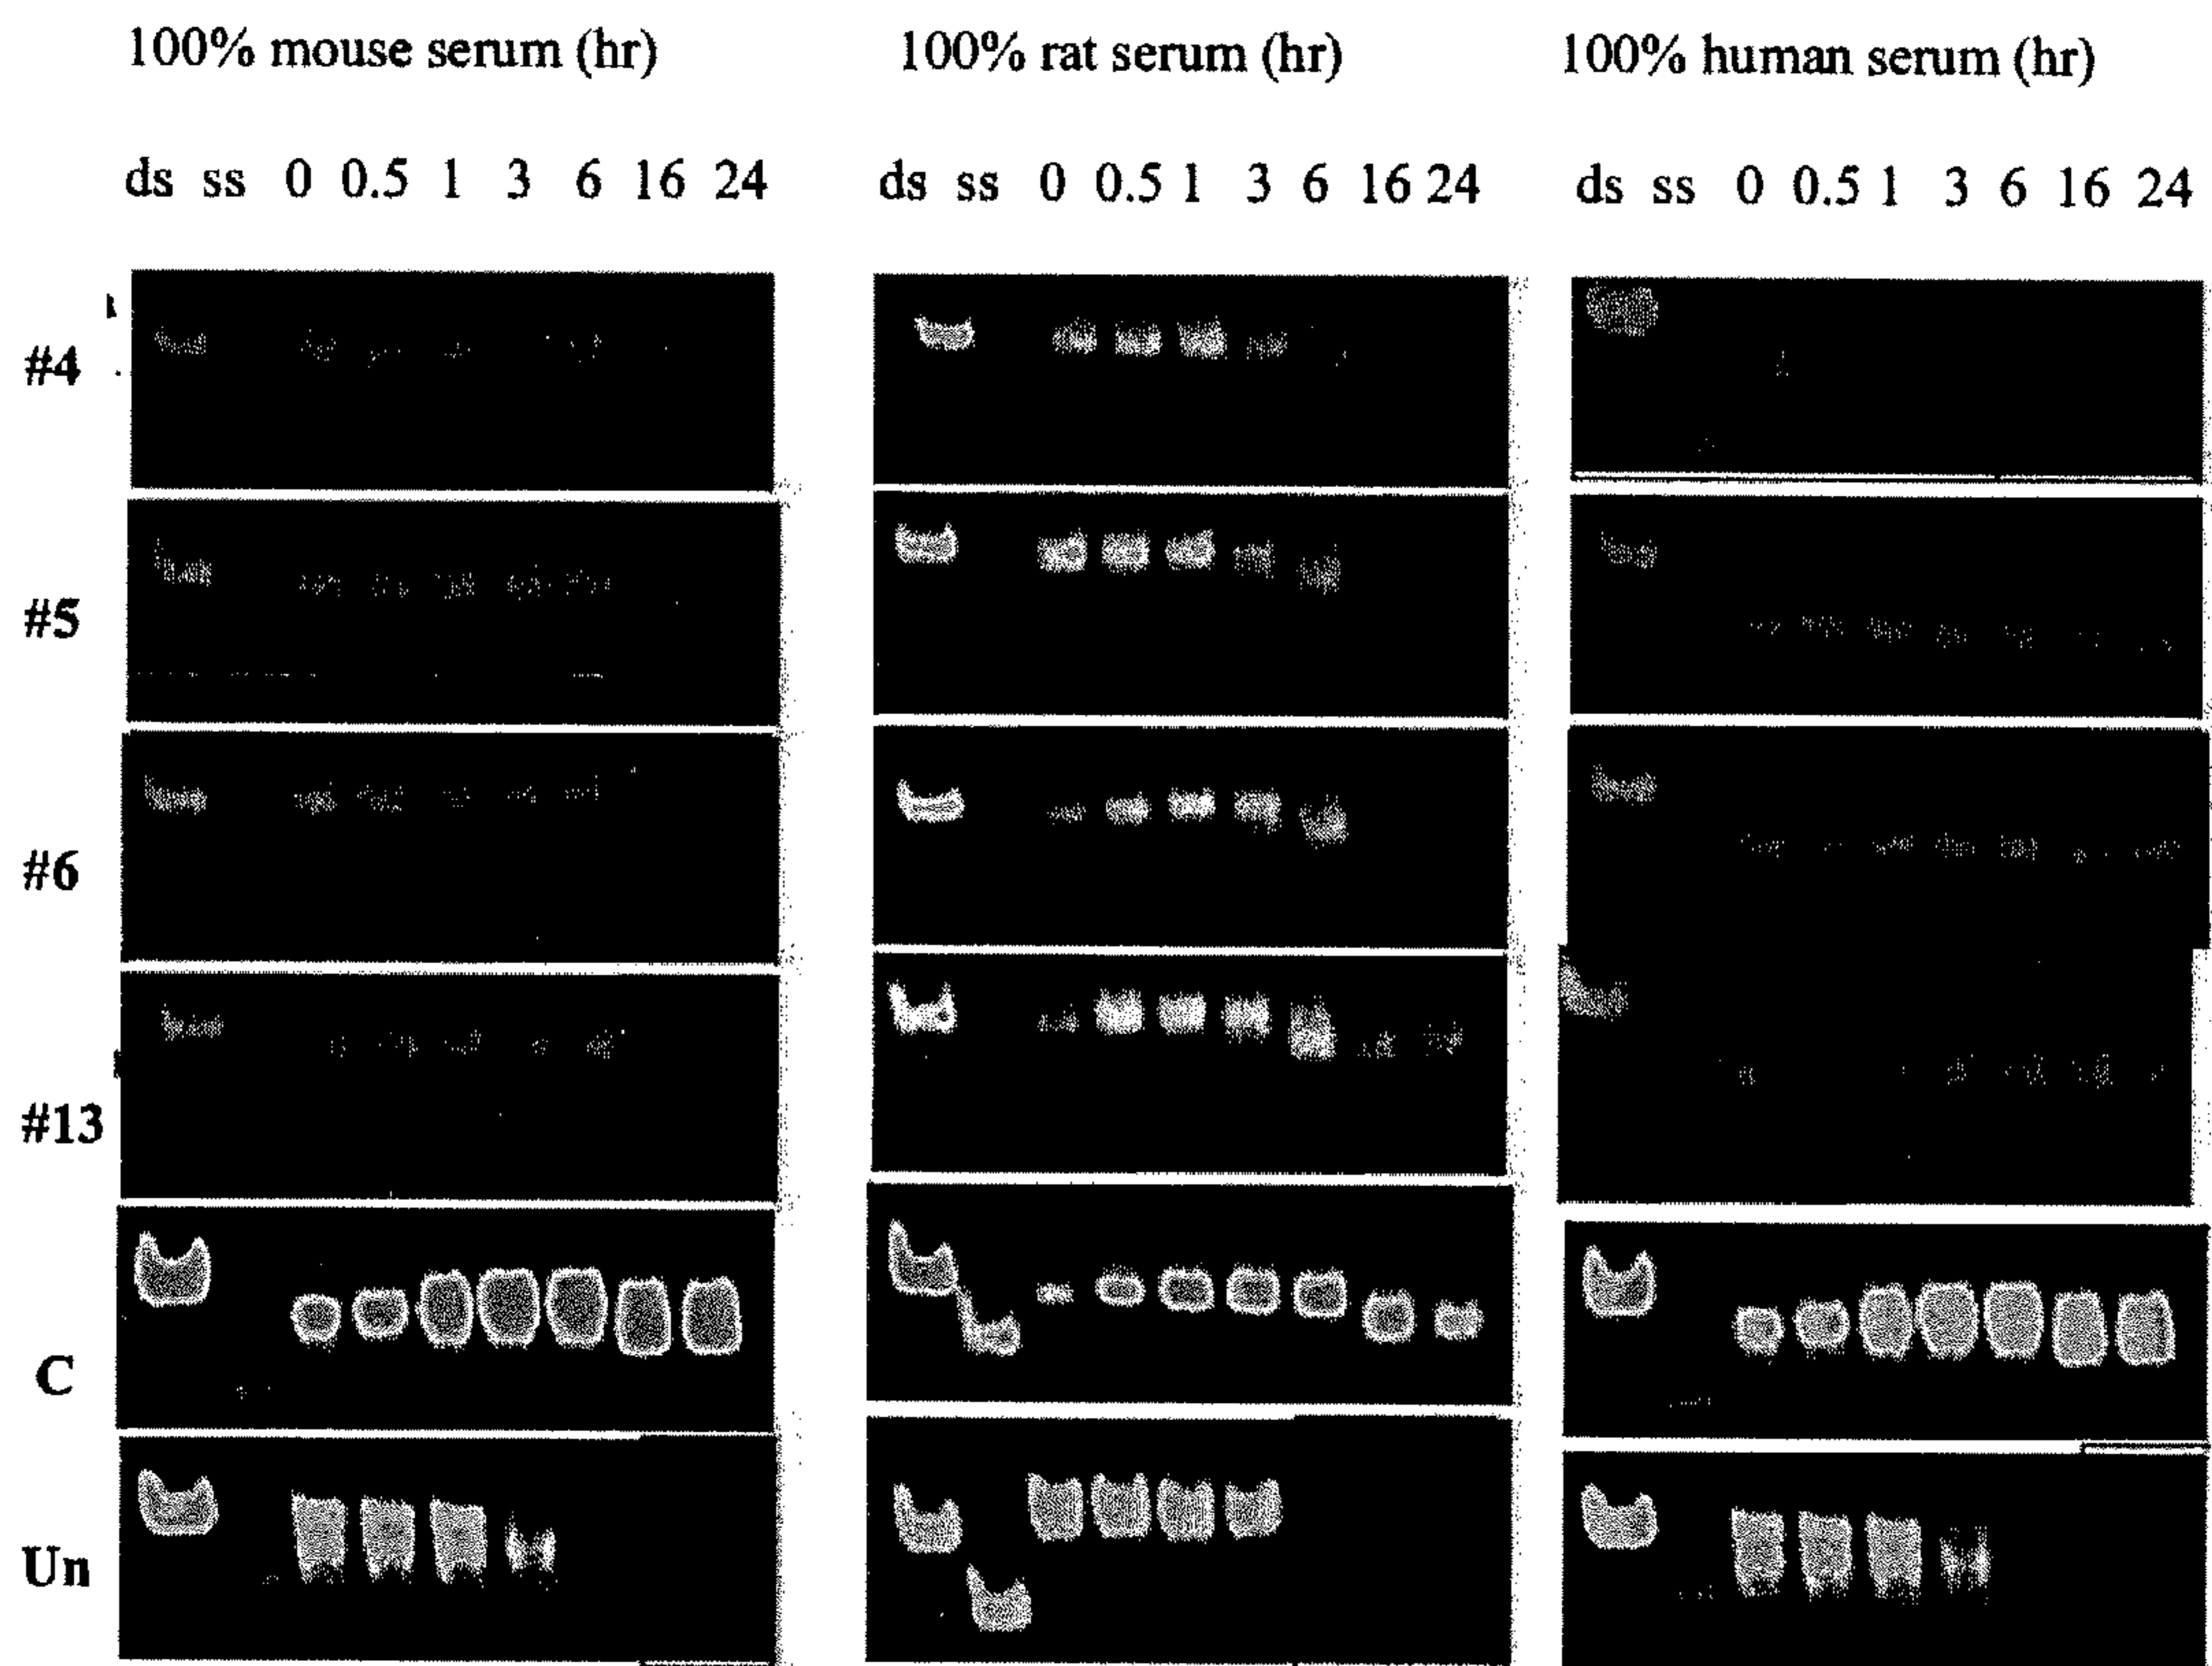 100% mouse serum (hr) 100% rat serum (hr) 100% human serum (hr)
ds ss 0 0.5 1 3 6 16 24 ds ss 0 0.5 1 3 6 16 24 ds ss 0 0.5 1 3 6 16 24
#4
#5
#6
#13
C
Un